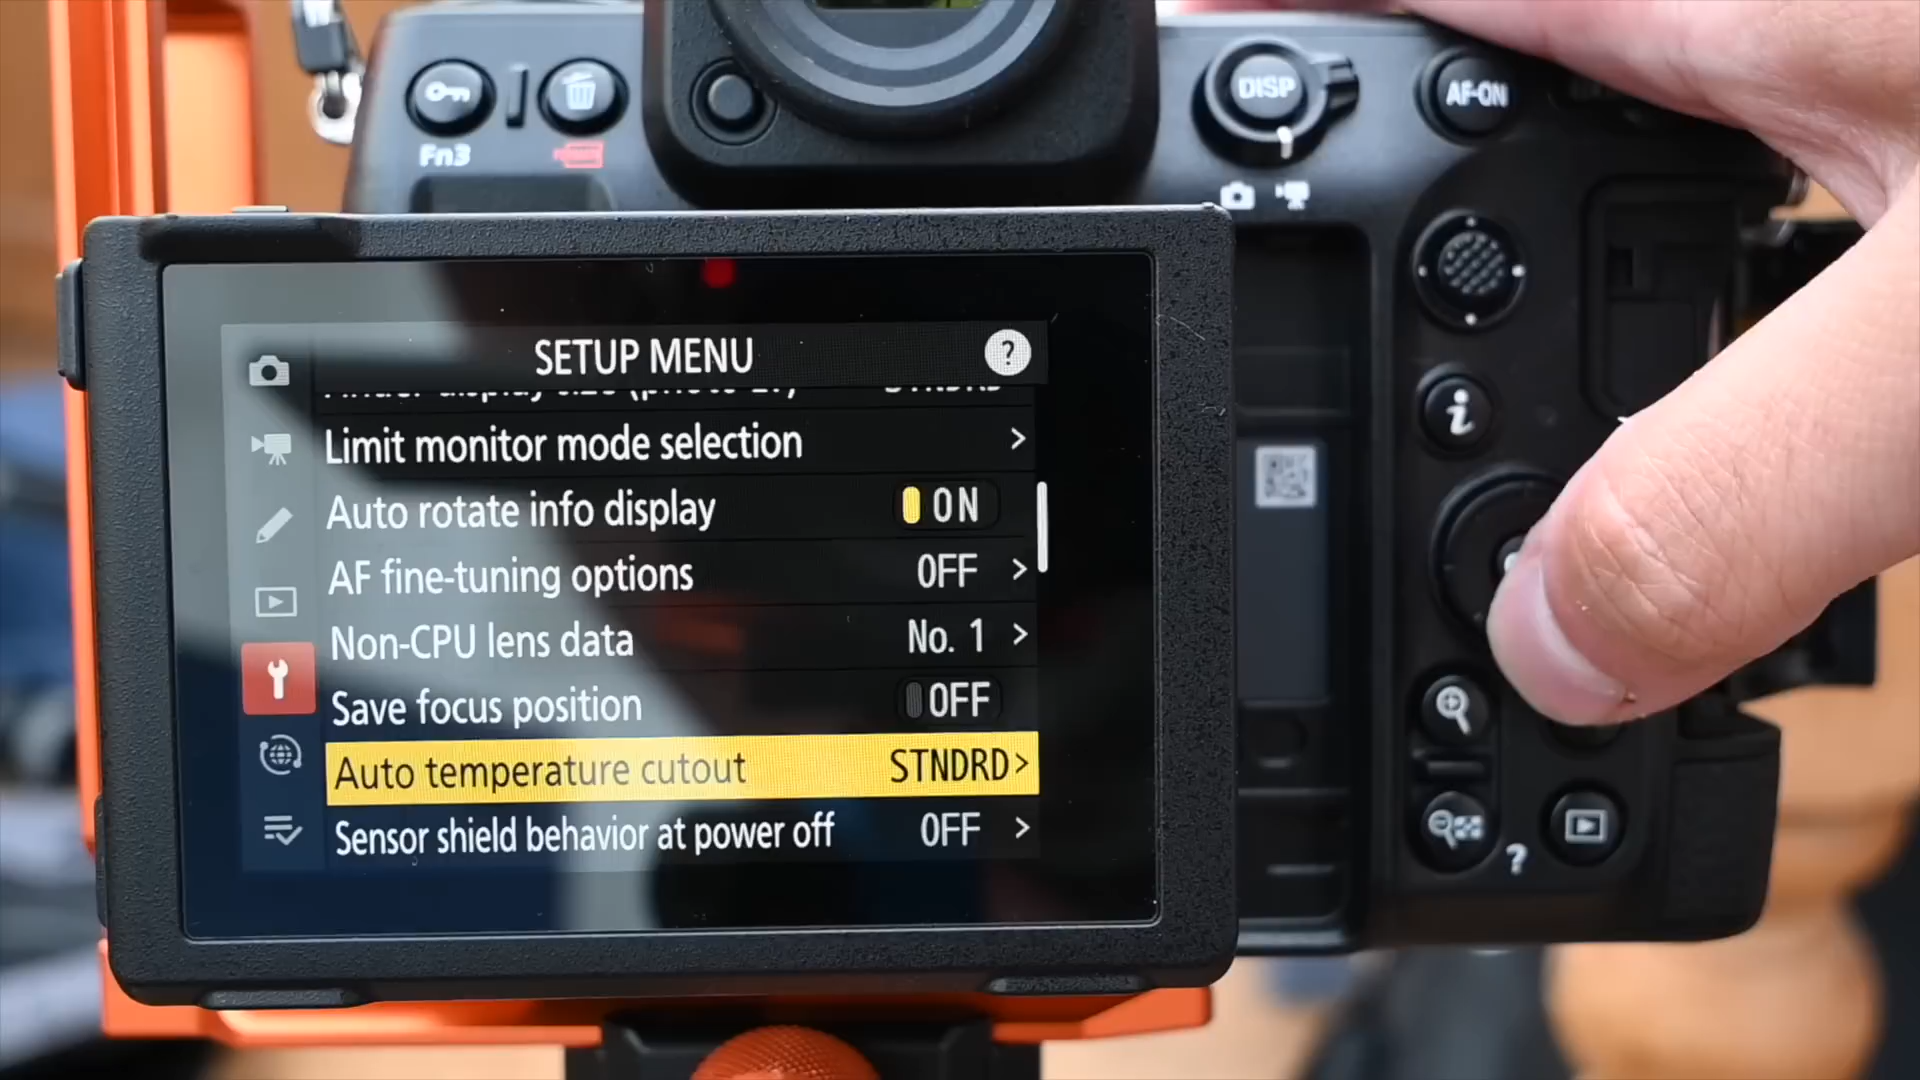 DISP
AF-ON
Fn3
SETUP MENU ?
Limit monitor mode selection >
Auto rotate info display ON
AF fine-tuning options OFF >
Non-CPU lens data No. 1 >
Save focus position OFF
Auto temperature cutout STNDRD>
Sensor shield behavior at power off OFF >
i
?